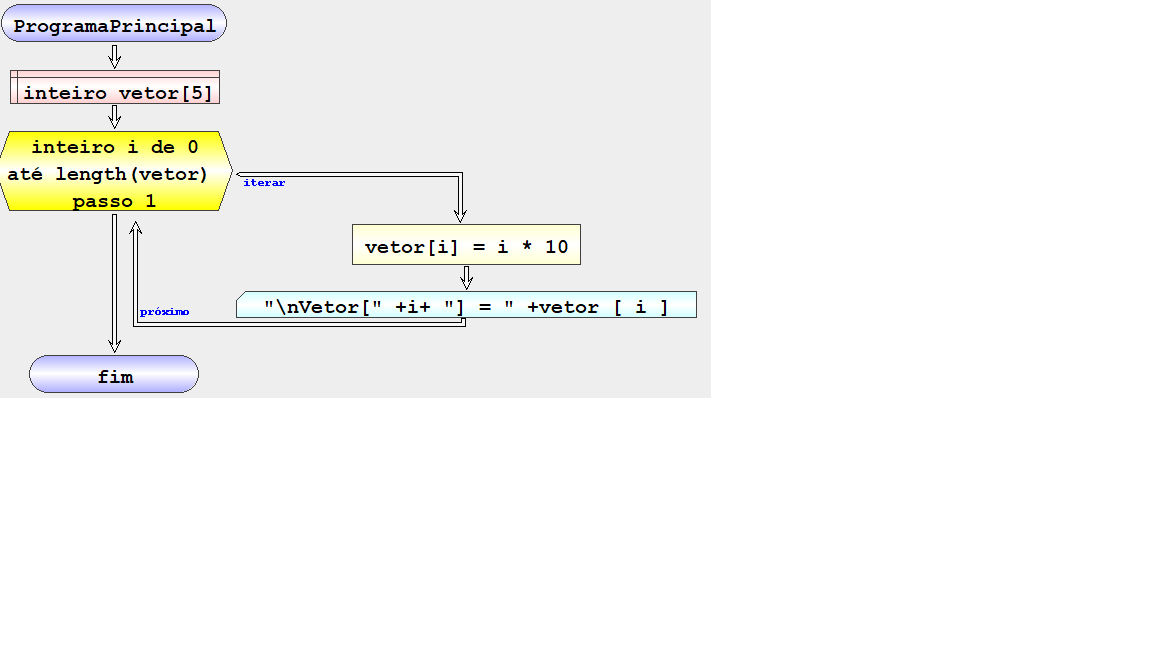 ProgramaPrincipal
inteiro vetor[5]
inteiro i de 0
até length(vetor)
passo 1
iterar
vetor[i] = i * 10
"\nVetor[" +i+ "] = " +vetor [ i ]
próximo
fim